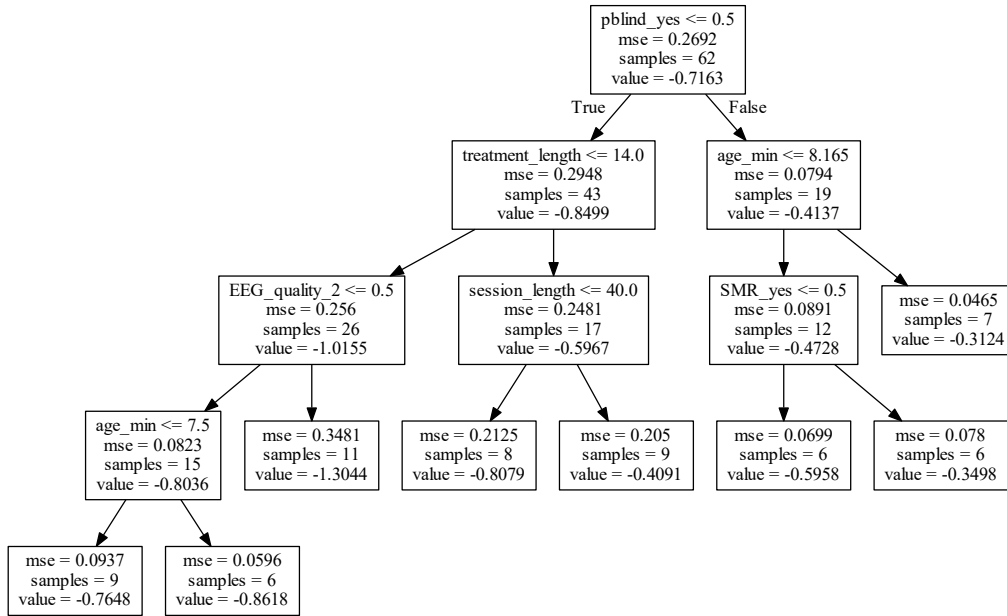 pblind_yes <= 0.5
mse = 0.2692
samples = 62
value = -0.7163
True
False
treatment_length <= 14.0
mse = 0.2948
samples = 43
value = -0.8499
age_min <= 8.165
mse = 0.0794
samples = 19
value = -0.4137
EEG_quality_2 <= 0.5
mse = 0.256
samples = 26
value = -1.0155
session_length <= 40.0
mse = 0.2481
samples = 17
value = -0.5967
SMR_yes <= 0.5
mse = 0.0891
samples = 12
value = -0.4728
mse = 0.0465
samples = 7
value = -0.3124
age_min <= 7.5
mse = 0.0823
samples = 15
value = -0.8036
mse = 0.3481
samples = 11
value = -1.3044
mse = 0.2125
samples = 8
value = -0.8079
mse = 0.205
samples = 9
value = -0.4091
mse = 0.0699
samples = 6
value = -0.5958
mse = 0.078
samples = 6
value = -0.3498
mse = 0.0937
samples = 9
value = -0.7648
mse = 0.0596
samples = 6
value = -0.8618